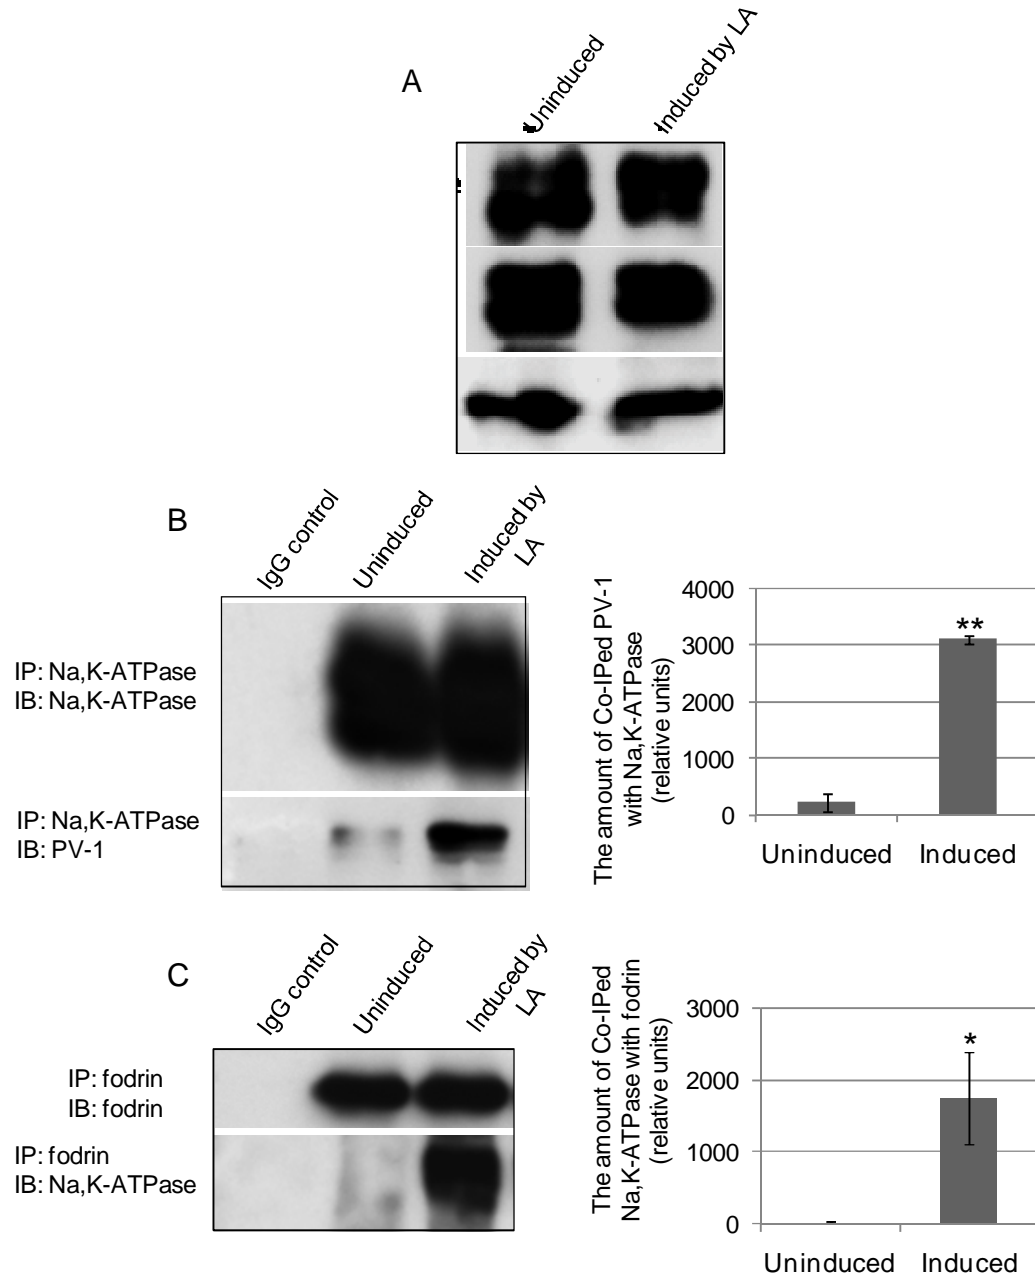 A
Uninduced
Induced by LA
B
IgG control
Uninduced
Induced by
LA
IP: Na,K-ATPase
IB: Na,K-ATPase
IP: Na,K-ATPase
IB: PV-1
The amount of Co-IPed PV-1
with Na,K-ATPase
(relative units)
4000
3000
2000
1000
0
**
Uninduced
Induced
C
IgG control
Uninduced
Induced by
LA
IP: fodrin
IB: fodrin
IP: fodrin
IB: Na,K-ATPase
The amount of Co-IPed
Na,K-ATPase with fodrin
(relative units)
3000
2000
1000
0
*
Uninduced
Induced